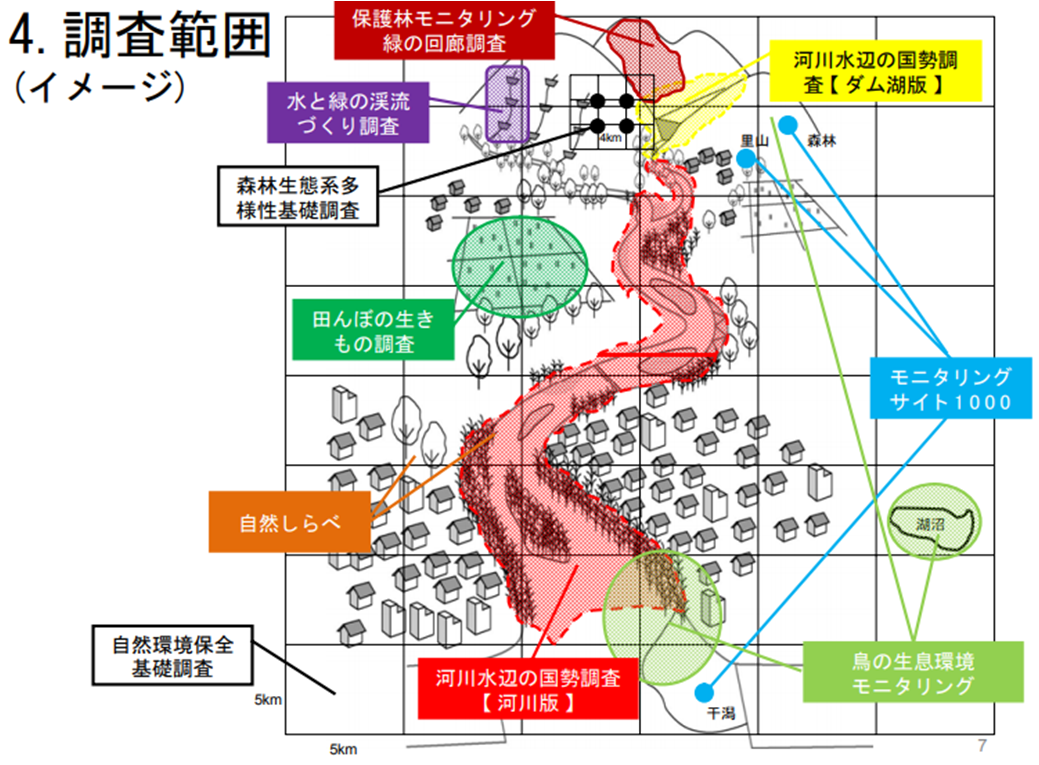 4. 調査範囲
(イメージ)
保護林モニタリング
緑の回廊調査
河川水辺の国勢調
査【 ダム湖版 】
水と緑の渓流
づくり調査
4km
里山
森林
森林生態系多
様性基礎調査
田んぼの生き
もの調査
モニタリング
サイト1000
自然しらべ
湖沼
自然環境保全
基礎調査
河川水辺の国勢調査
【 河川版 】
鳥の生息環境
モニタリング
干潟
5km
5km
7